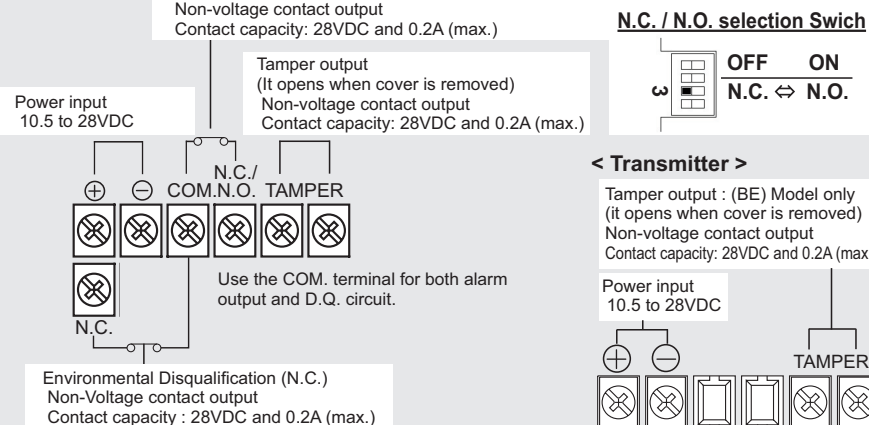 Non-voltage contact output
Contact capacity: 28VDC and 0.2A (max.)
Tamper output
(It opens when cover is removed)
Non-voltage contact output
Contact capacity: 28VDC and 0.2A (max.)
Power input
10.5 to 28VDC
⊕ ⊖ COM. N.C./N.O. TAMPER
Use the COM. terminal for both alarm
output and D.Q. circuit.
N.C.
Environmental Disqualification (N.C.)
Non-Voltage contact output
Contact capacity : 28VDC and 0.2A (max.)
N.C. / N.O. selection Swich
OFF ON
3 N.C. ⇔ N.O.
< Transmitter >
Tamper output : (BE) Model only
(it opens when cover is removed)
Non-voltage contact output
Contact capacity: 28VDC and 0.2A (max
Power input
10.5 to 28VDC
⊕ ⊖ TAMPER